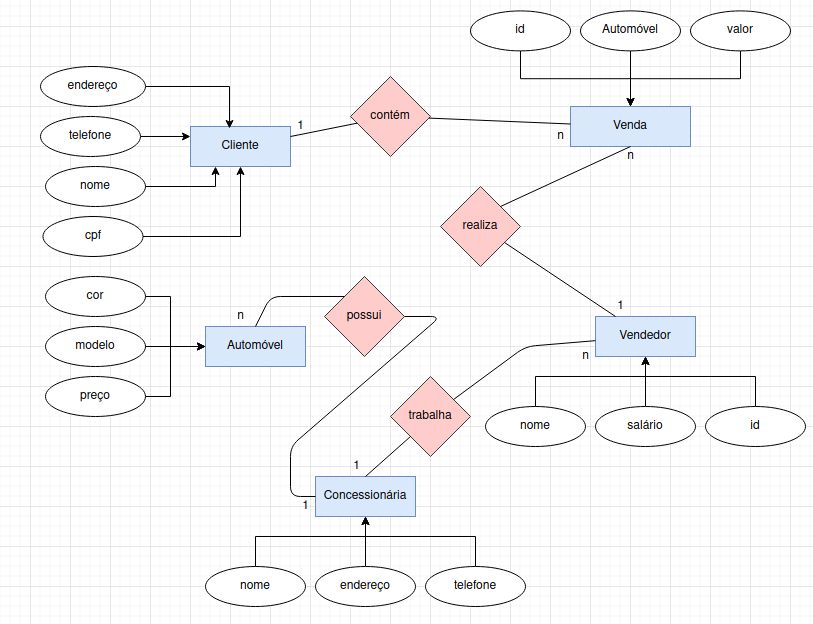 id
Automóvel
valor
endereço
telefone
nome
cpf
Cliente
1
contém
n
Venda
n
realiza
1
cor
modelo
preço
n
Automóvel
possui
Vendedor
n
trabalha
nome
salário
id
1
Concessionária
1
nome
endereço
telefone